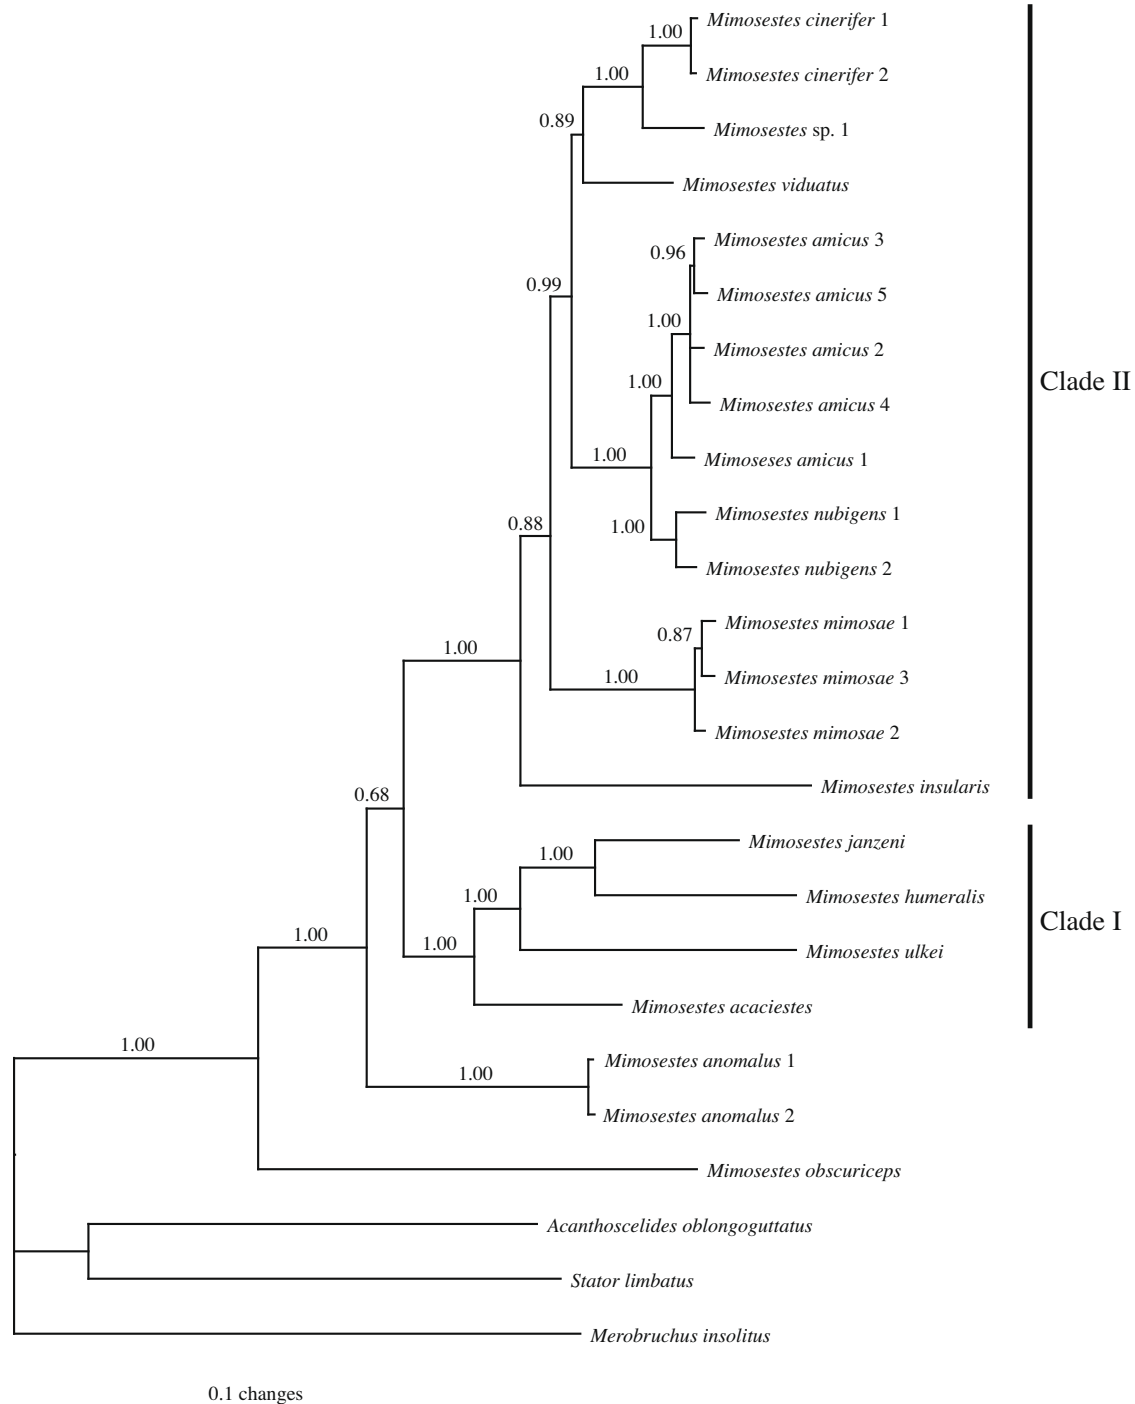 Mimosestes cinerifer 1
1.00
Mimosestes cinerifer 2
1.00
0.89
Mimosestes sp. 1
Mimosestes viduatus
Mimosestes amicus 3
0.96
0.99
Mimosestes amicus 5
1.00
Mimosestes amicus 2
1.00
Clade II
Mimosestes amicus 4
1.00
Mimoseses amicus 1
Mimosestes nubigens 1
0.88
1.00
Mimosestes nubigens 2
Mimosestes mimosae 1
0.87
1.00
1.00
Mimosestes mimosae 3
Mimosestes mimosae 2
Mimosestes insularis
0.68
Mimosestes janzeni
1.00
1.00
Mimosestes humeralis
Clade I
1.00
1.00
Mimosestes ulkei
Mimosestes acaciestes
1.00
Mimosestes anomalus 1
1.00
Mimosestes anomalus 2
Mimosestes obscuriceps
Acanthoscelides oblongoguttatus
Stator limbatus
Merobruchus insolitus
0.1 changes